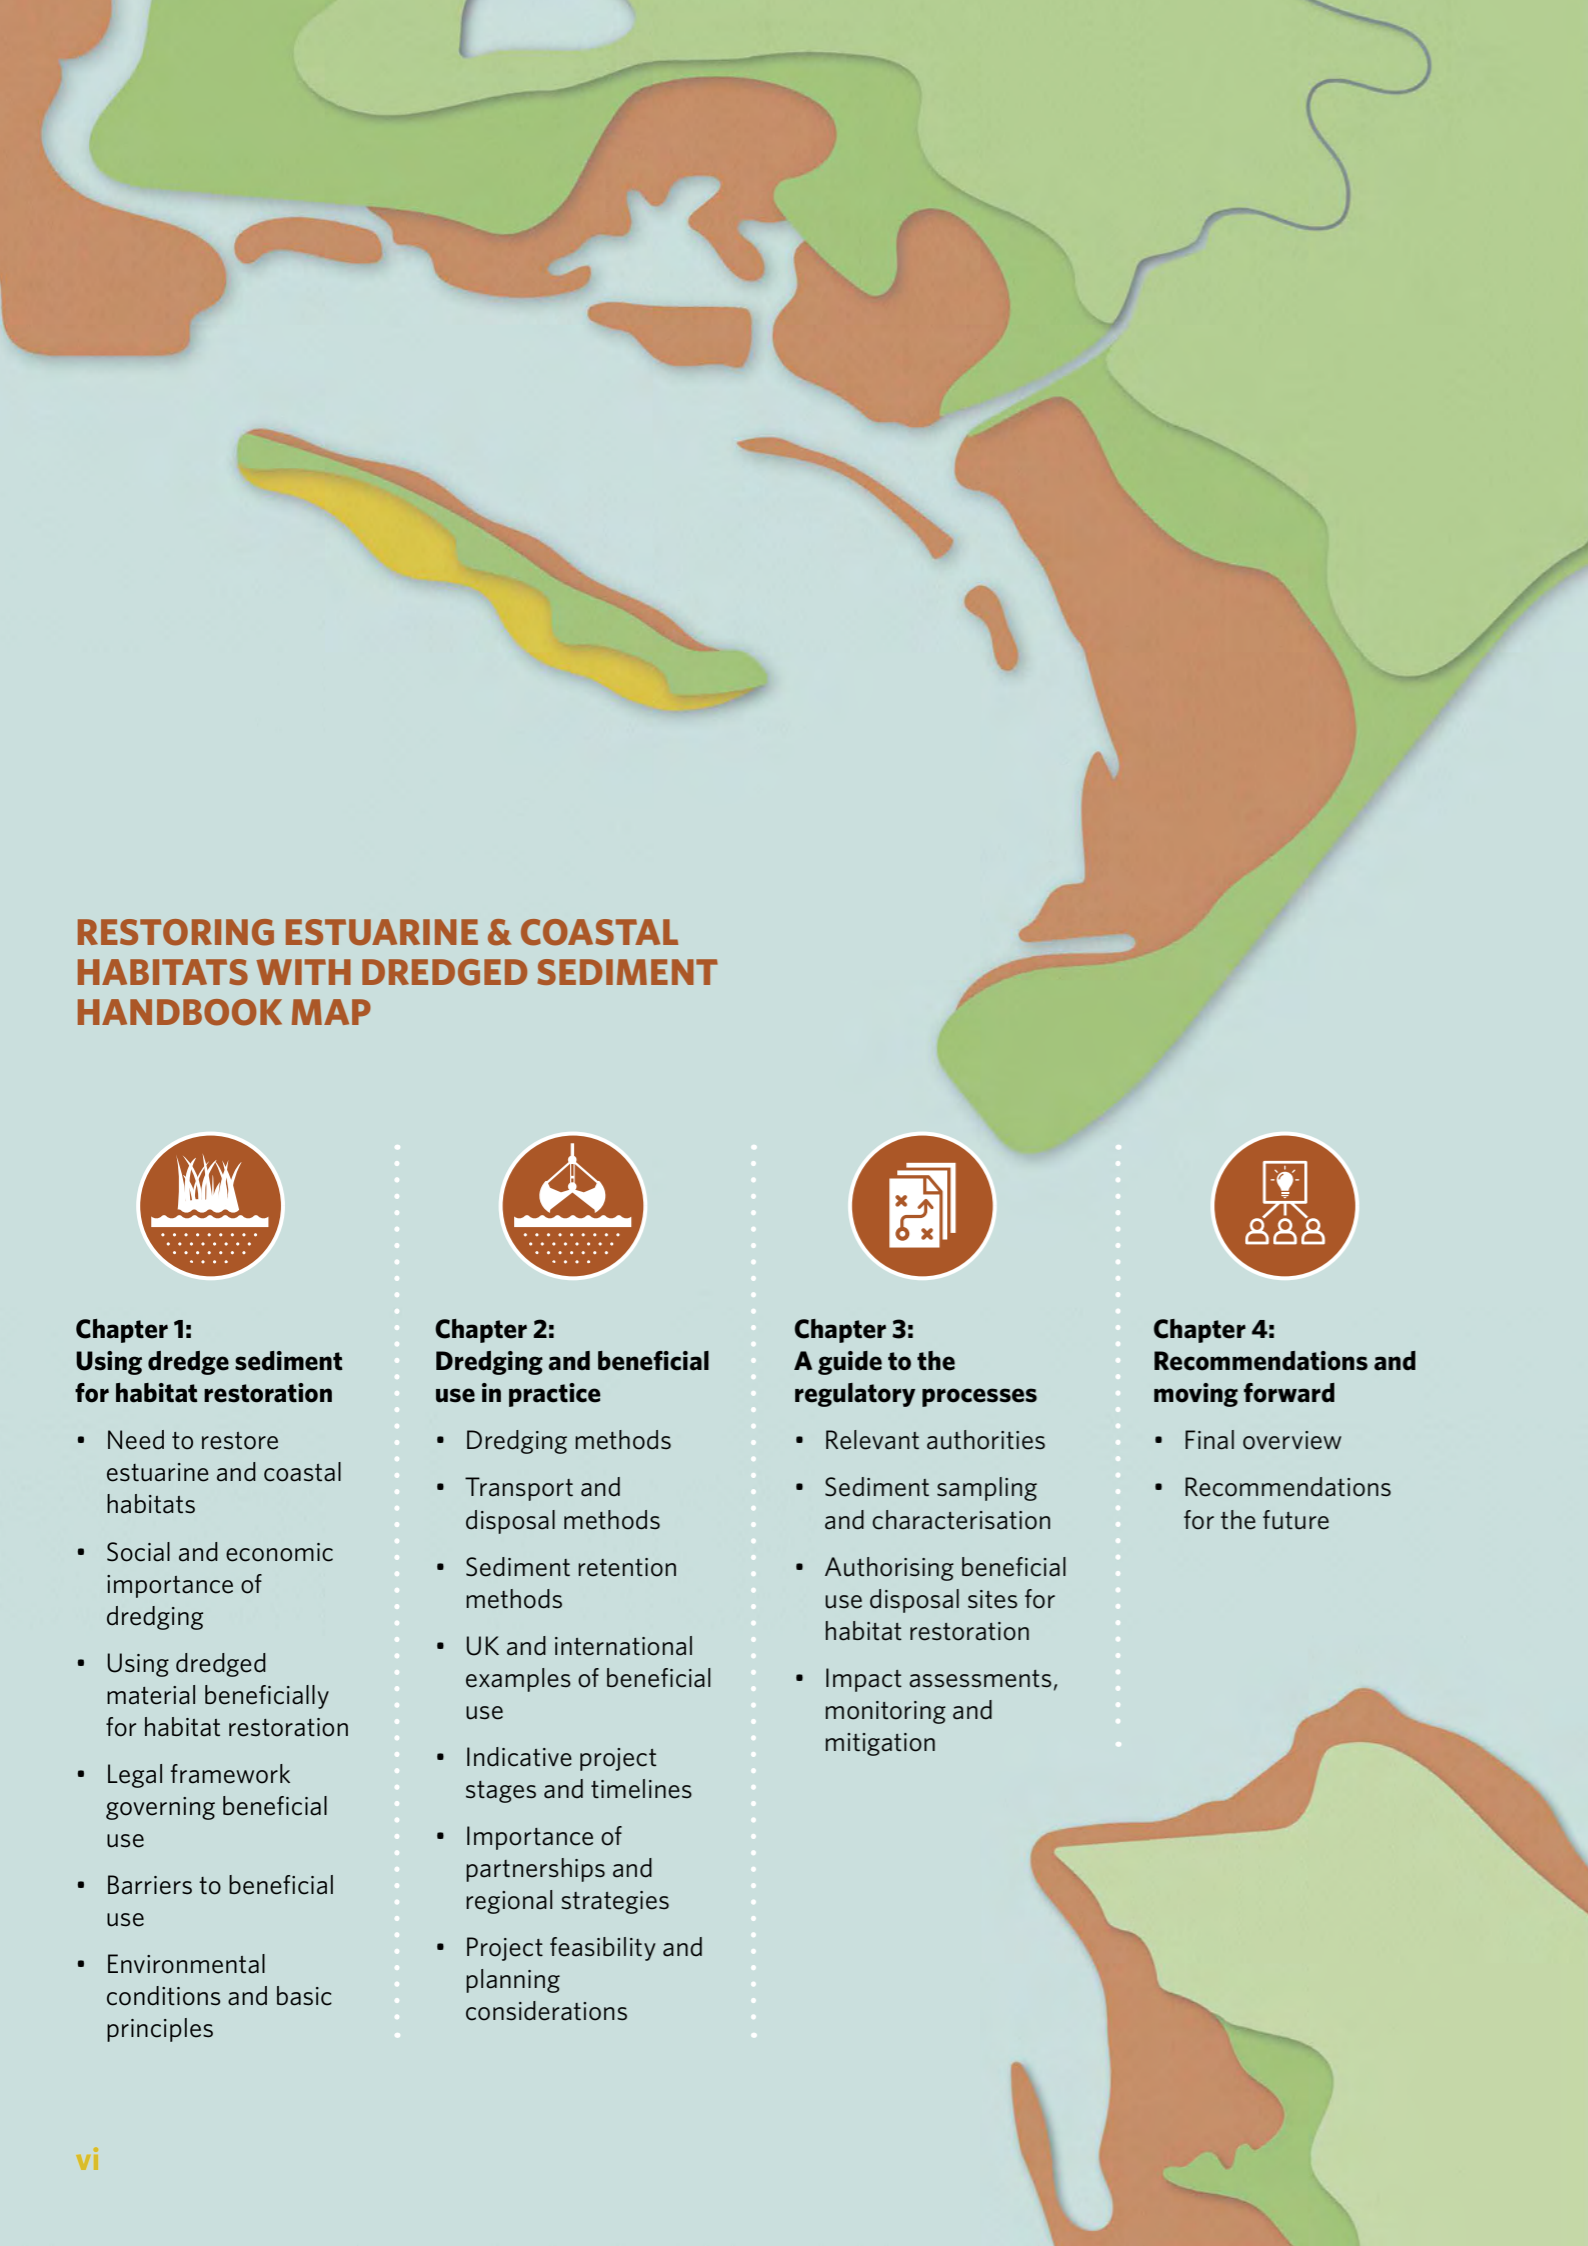 RESTORING ESTUARINE & COASTAL
HABITATS WITH DREDGED SEDIMENT
HANDBOOK MAP
Chapter 1:
Using dredge sediment
for habitat restoration
• Need to restore
estuarine and coastal
habitats
• Social and economic
importance of
dredging
• Using dredged
material beneficially
for habitat restoration
• Legal framework
governing beneficial
use
• Barriers to beneficial
use
• Environmental
conditions and basic
principles
Chapter 2:
Dredging and beneficial
use in practice
• Dredging methods
• Transport and
disposal methods
• Sediment retention
methods
• UK and international
examples of beneficial
use
• Indicative project
stages and timelines
• Importance of
partnerships and
regional strategies
• Project feasibility and
planning
considerations
Chapter 3:
A guide to the
regulatory processes
• Relevant authorities
• Sediment sampling
and characterisation
• Authorising beneficial
use disposal sites for
habitat restoration
• Impact assessments,
monitoring and
mitigation
Chapter 4:
Recommendations and
moving forward
• Final overview
• Recommendations
for the future
vi